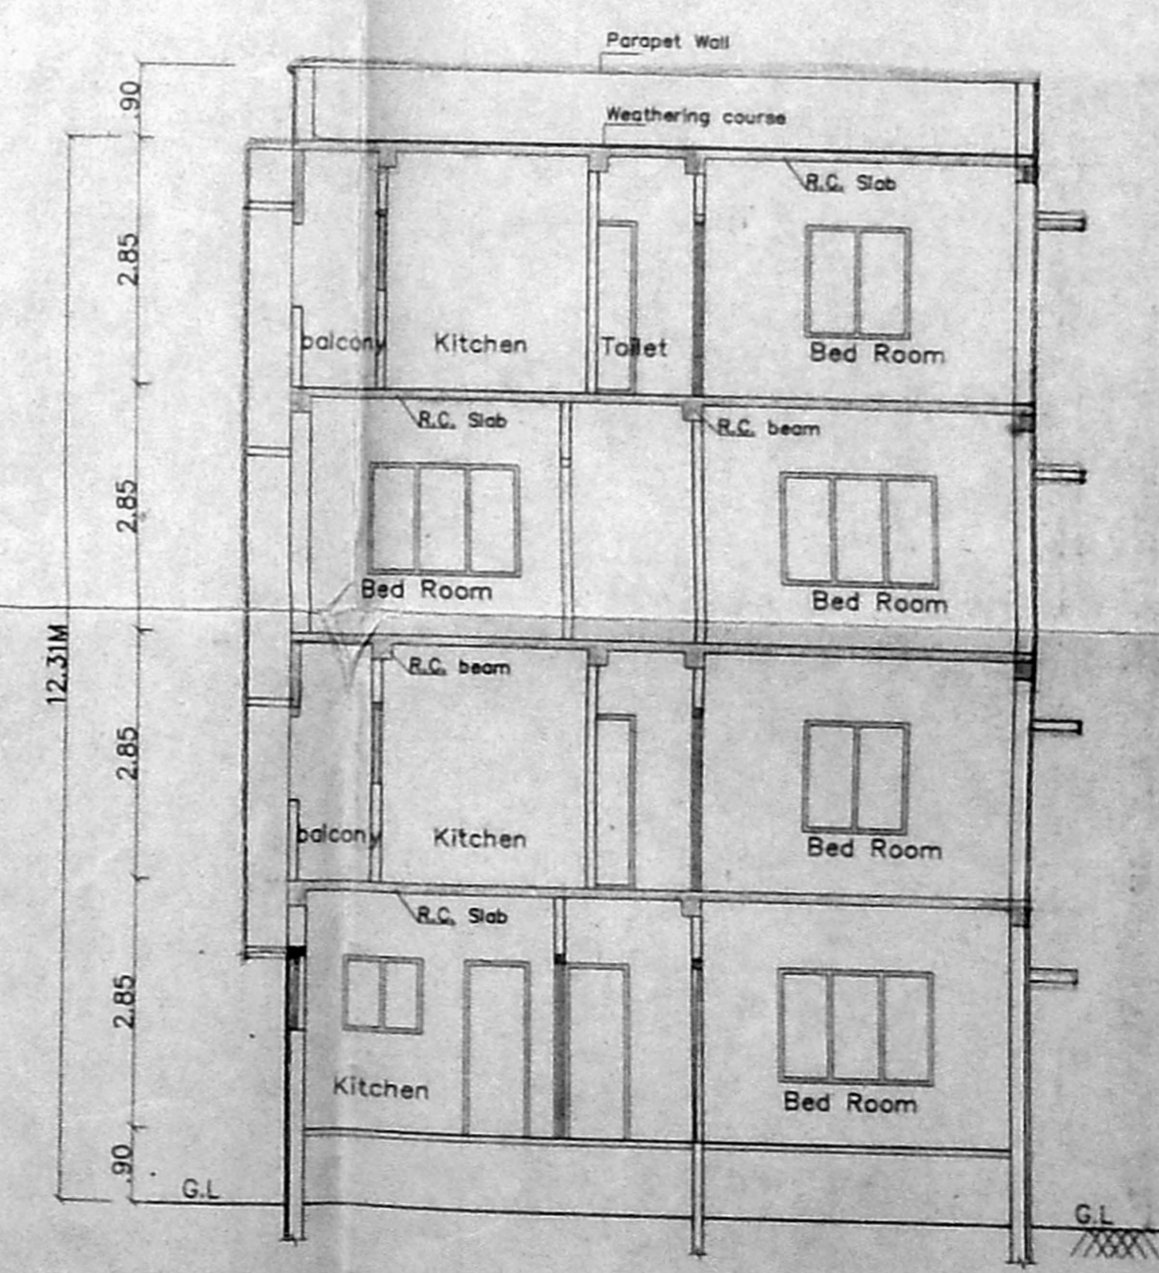 Parapet Wall
.90
Weathering course
R.C. Slab
2.85
balcony
Kitchen
Toilet
Bed Room
R.C. Slab
R.C. beam
2.85
Bed Room
Bed Room
12.31M
R.C. beam
2.85
balcony
Kitchen
Bed Room
R.C. Slab
2.85
Kitchen
Bed Room
.90
G.L
G.L